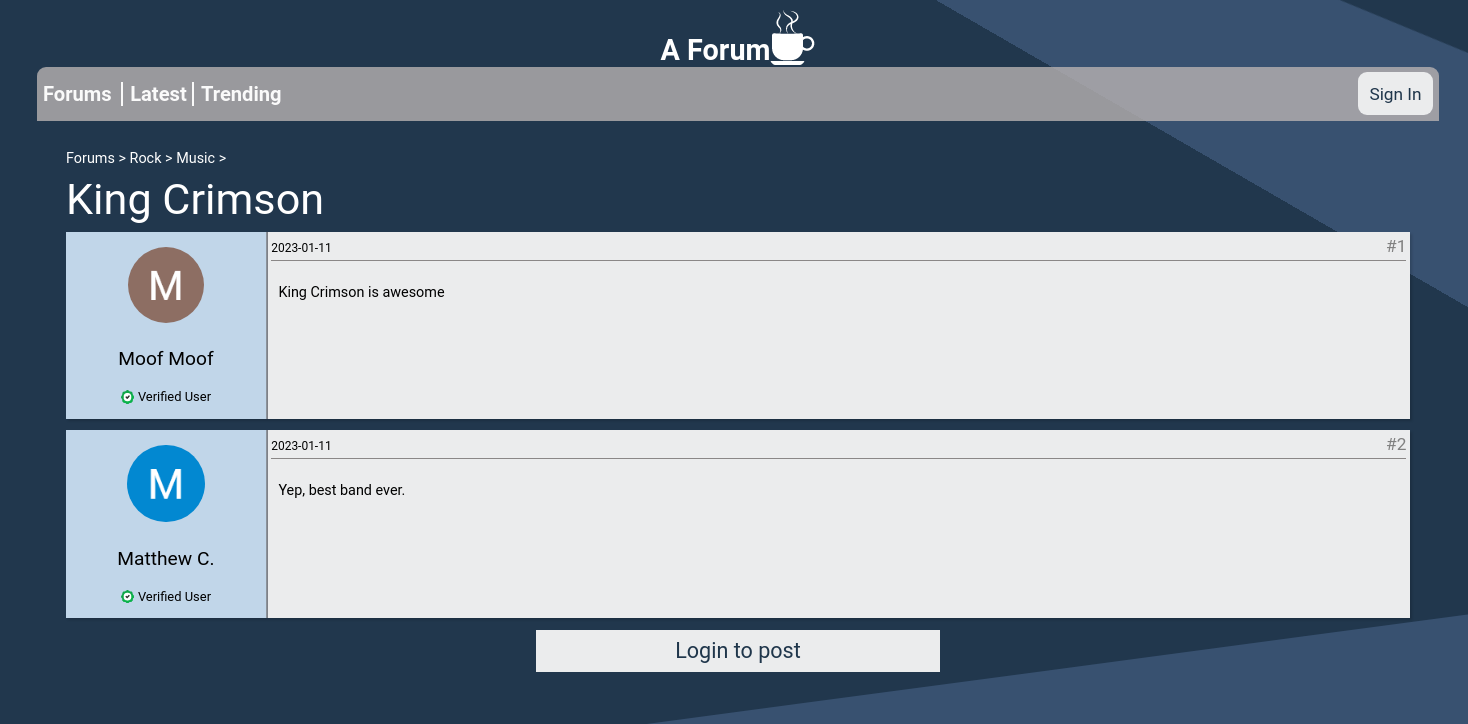 A Forum
Forums | Latest | Trending
Sign In
Forums > Rock > Music >
King Crimson
M
Moof Moof
Verified User
2023-01-11
#1
King Crimson is awesome
M
Matthew C.
Verified User
2023-01-11
#2
Yep, best band ever.
Login to post